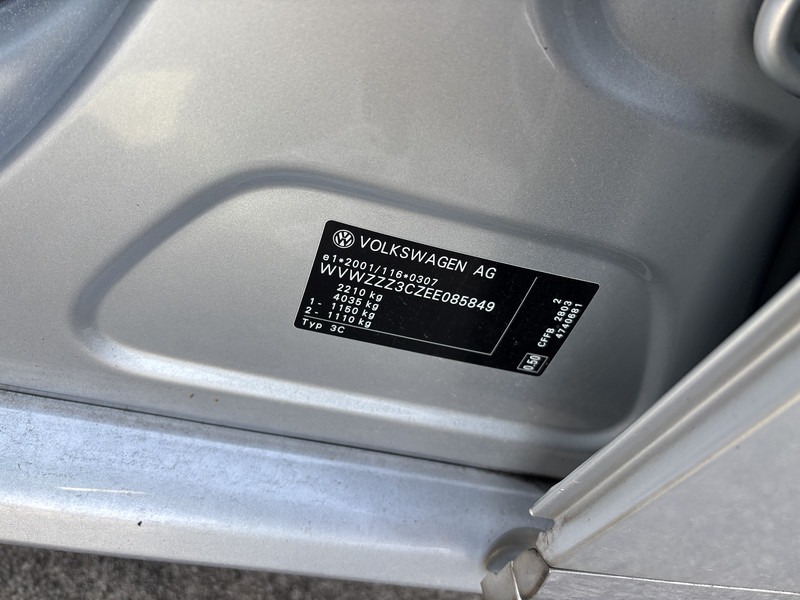 VOLKSWAGEN AG
e1*2001/116*0307
WVWZZZ3CZEE085849
2210 kg
4035 kg
1- 1150 kg
2- 1110 kg
Typ 3C
0.50
CFFB 2803 2
4740681